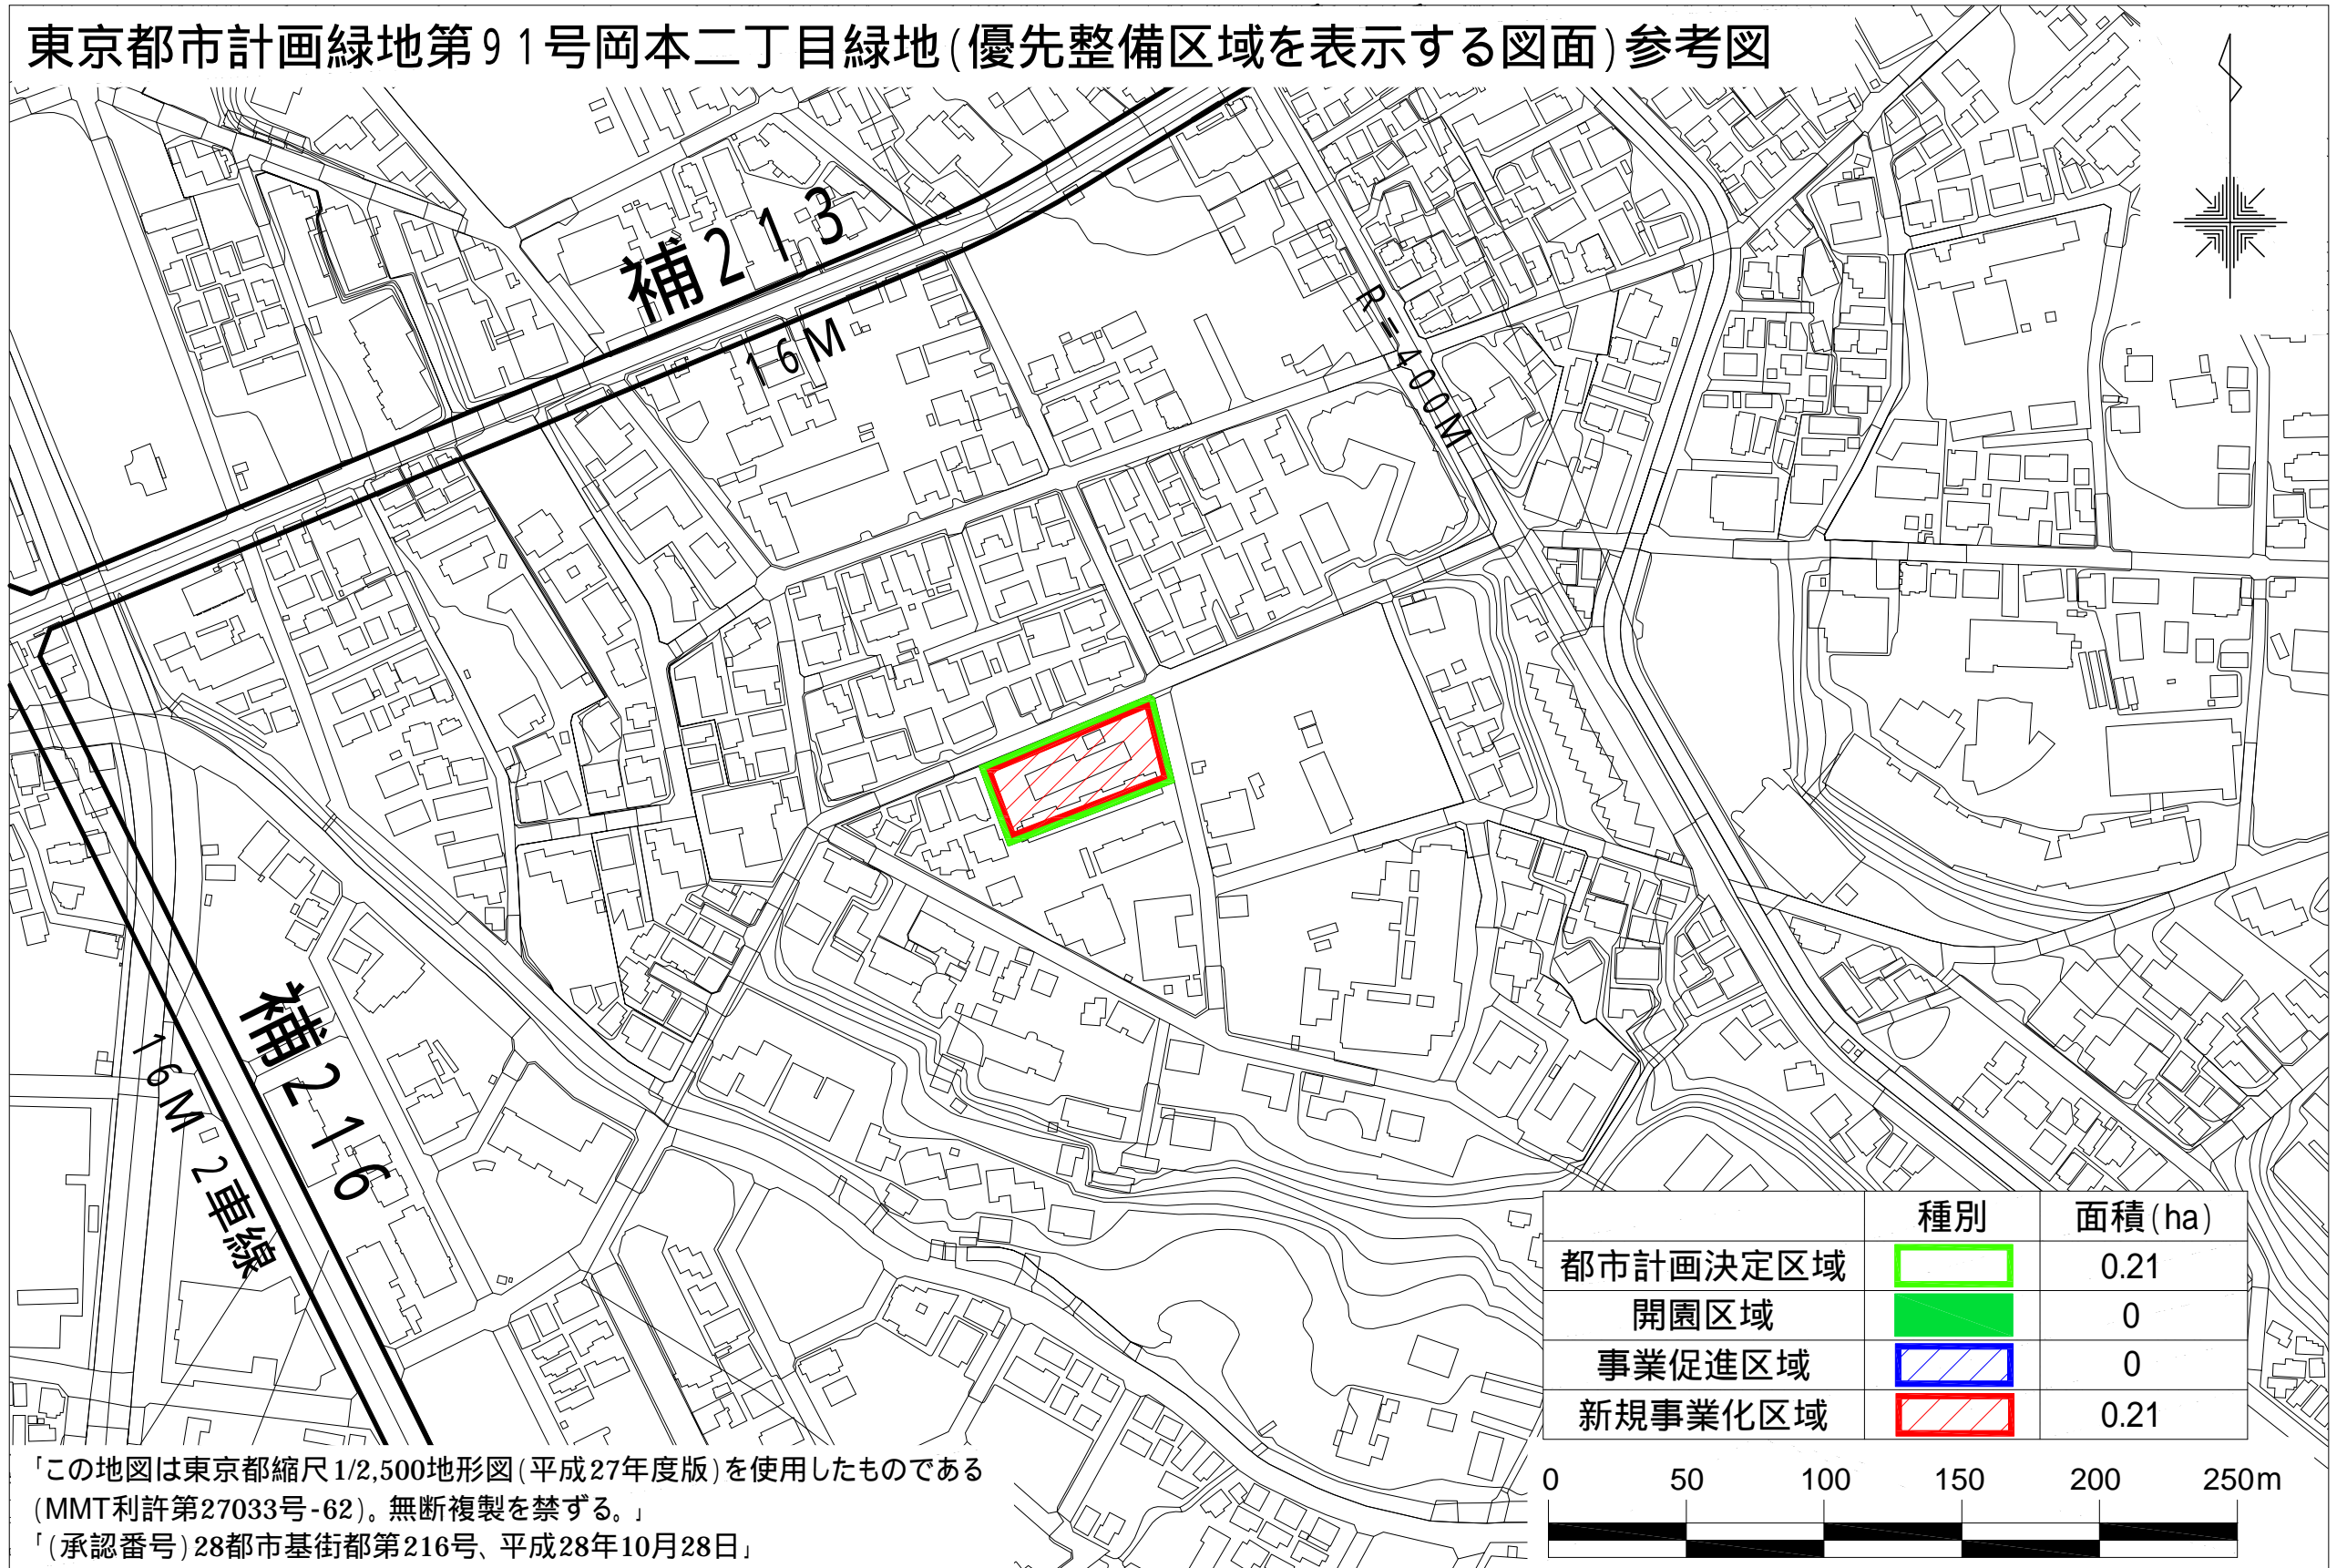 東京都市計画緑地第91号岡本二丁目緑地(優先整備区域を表示する図面)参考図
補213
16M
R=400M
補216
16M 2車線
種別 面積(ha)
都市計画決定区域 0.21
開園区域 0
事業促進区域 0
新規事業化区域 0.21
0 50 100 150 200 250m
「この地図は東京都縮尺1/2,500地形図(平成27年度版)を使用したものである
(MMT利許第27033号-62)。無断複製を禁ずる。」
「(承認番号)28都市基街都第216号、平成28年10月28日」